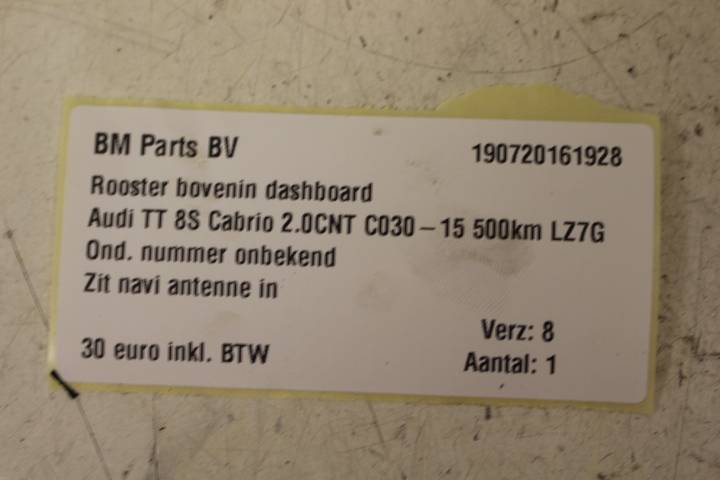 BM Parts BV
190720161928
Rooster bovenin dashboard
Audi TT 8S Cabrio 2.0CNT C030 – 15 500km LZ7G
Ond. nummer onbekend
Zit navi antenne in
Verz: 8
30 euro inkl. BTW
Aantal: 1